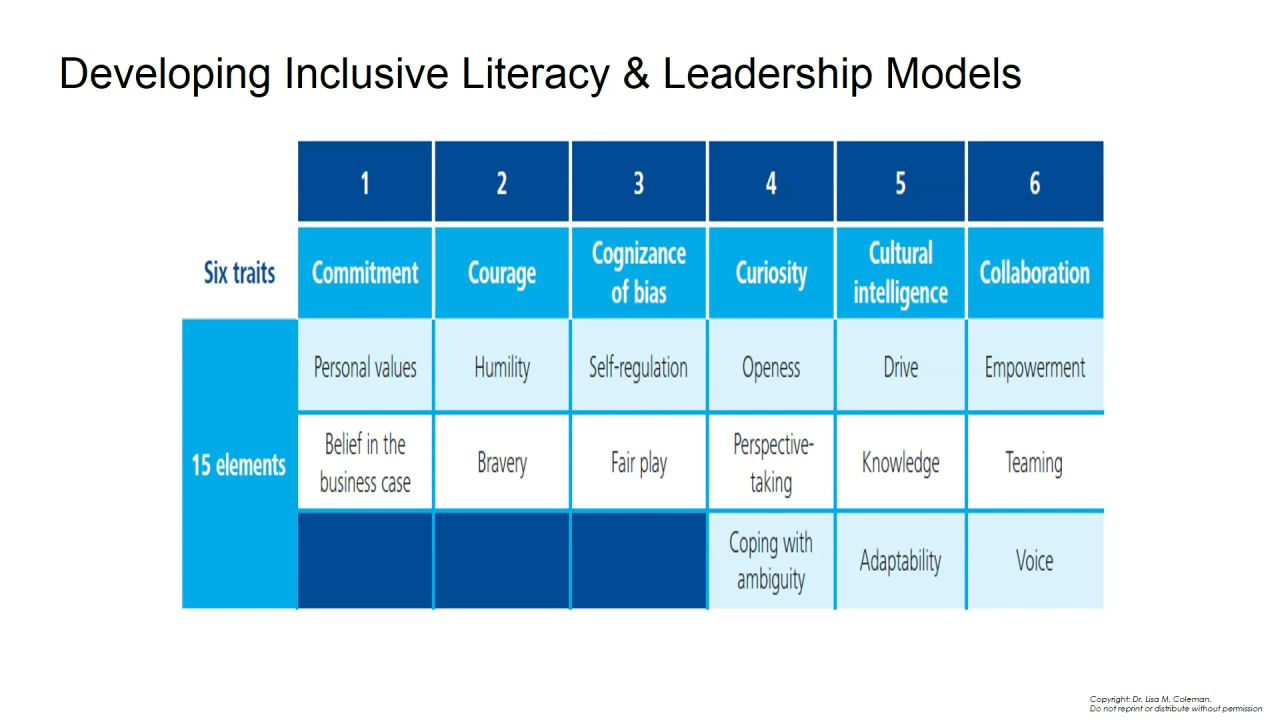 Developing Inclusive Literacy & Leadership Models
1 2 3 4 5 6
Six traits Commitment Courage Cognizance of bias Curiosity Cultural intelligence Collaboration
15 elements
Personal values Humility Self-regulation Openess Drive Empowerment
Belief in the business case Bravery Fair play Perspective-taking Knowledge Teaming
Coping with ambiguity Adaptability Voice
Copyright: Dr. Lisa M. Coleman.
Do not reprint or distribute without permission